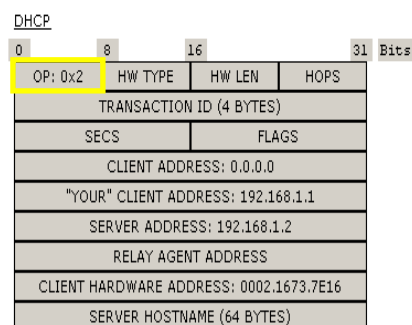 DHCP
0 8 16 31 Bits
OP: 0x2 HW TYPE HW LEN HOPS
TRANSACTION ID (4 BYTES)
SECS FLAGS
CLIENT ADDRESS: 0.0.0.0
"YOUR" CLIENT ADDRESS: 192.168.1.1
SERVER ADDRESS: 192.168.1.2
RELAY AGENT ADDRESS
CLIENT HARDWARE ADDRESS: 0002.1673.7E16
SERVER HOSTNAME (64 BYTES)